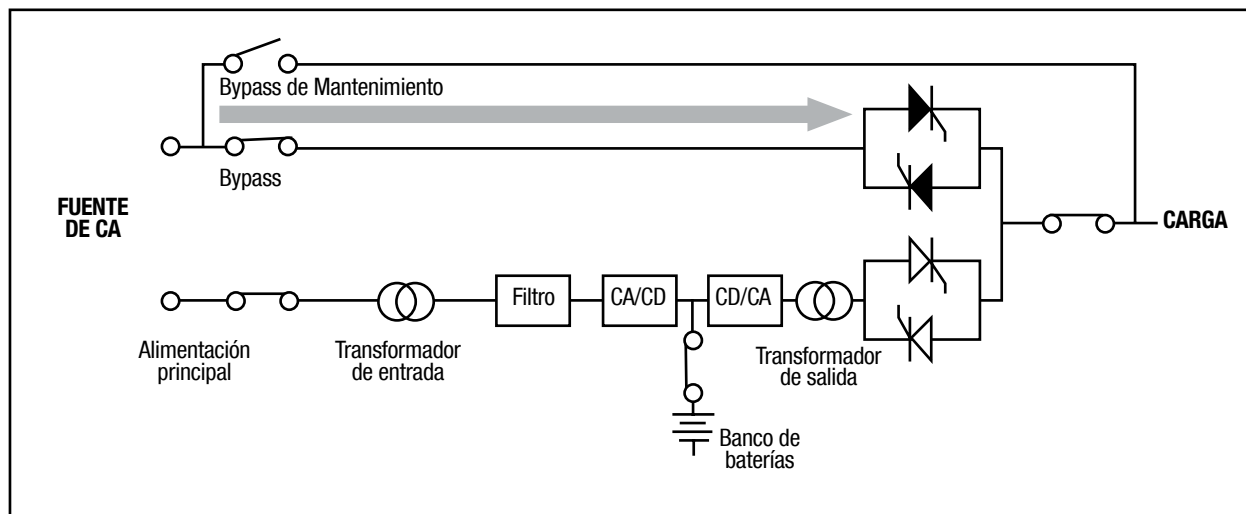 Bypass de Mantenimiento
Bypass
FUENTE
DE CA
CARGA
Filtro
CA/CD
CD/CA
Alimentación
principal
Transformador
de entrada
Transformador
de salida
Banco de
baterías